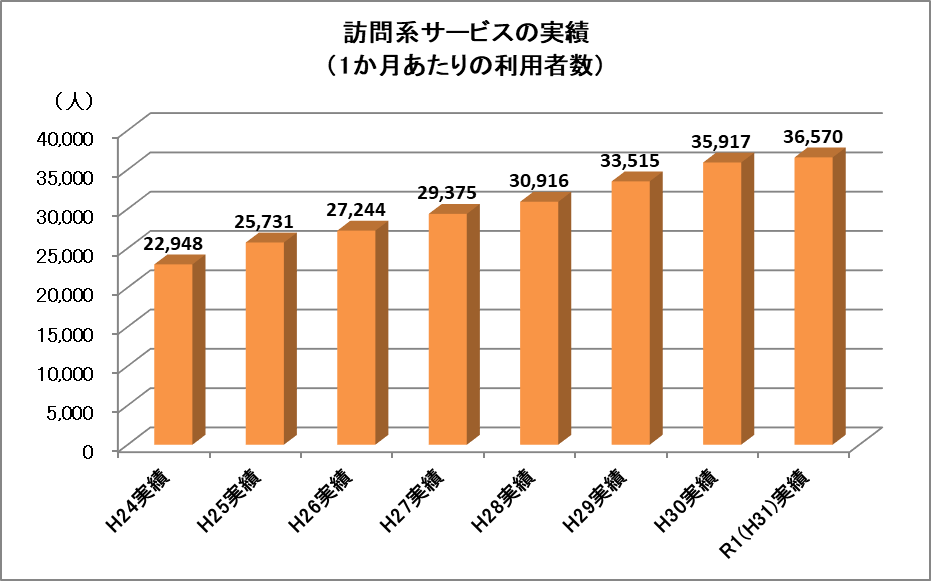 訪問系サービスの実績
（1か月あたりの利用者数）
（人）
40,000
35,000
30,000
25,000
20,000
15,000
10,000
5,000
0
22,948
25,731
27,244
29,375
30,916
33,515
35,917
36,570
H24実績
H25実績
H26実績
H27実績
H28実績
H29実績
H30実績
R1(H31)実績